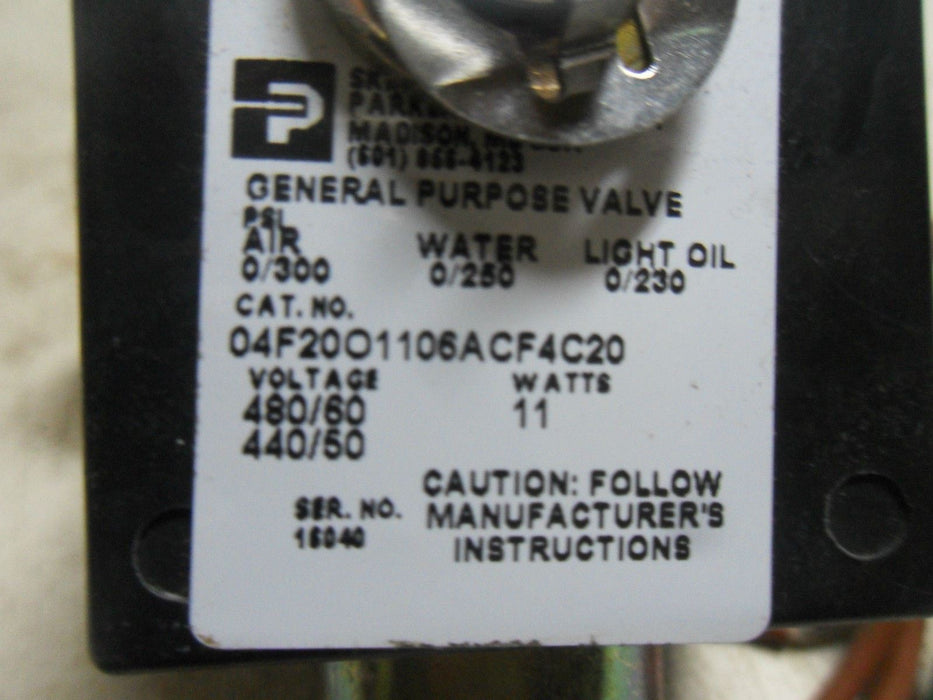 MADISON,
GENERAL PURPOSE VALVE
PSI
AIR WATER LIGHT OIL
0/300 0/250 0/230
CAT. NO.
04F20O1106ACF4C20
VOLTAGE WATTS
480/60 11
440/50
CAUTION: FOLLOW
SER. NO. MANUFACTURER'S
16040 INSTRUCTIONS